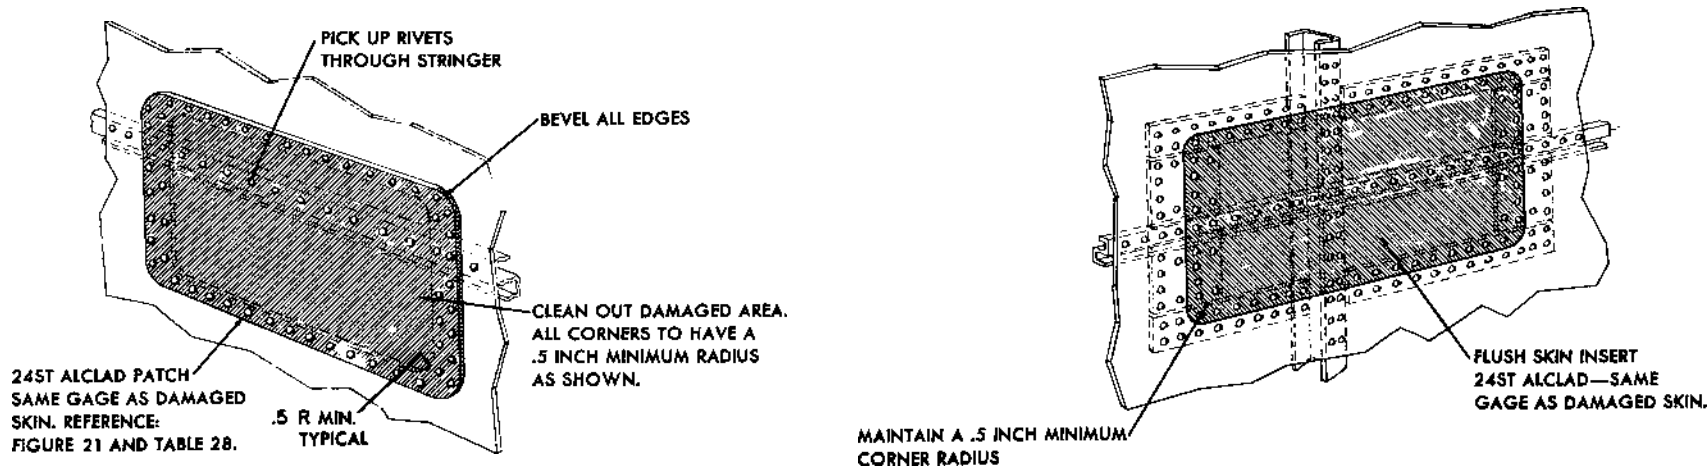 PICK UP RIVETS
THROUGH STRINGER
BEVEL ALL EDGES
CLEAN OUT DAMAGED AREA.
ALL CORNERS TO HAVE A
.5 INCH MINIMUM RADIUS
AS SHOWN.
24ST ALCLAD PATCH
SAME GAGE AS DAMAGED
SKIN. REFERENCE:
FIGURE 21 AND TABLE 28.
.5 R MIN.
TYPICAL
FLUSH SKIN INSERT
24ST ALCLAD—SAME
GAGE AS DAMAGED SKIN.
MAINTAIN A .5 INCH MINIMUM
CORNER RADIUS